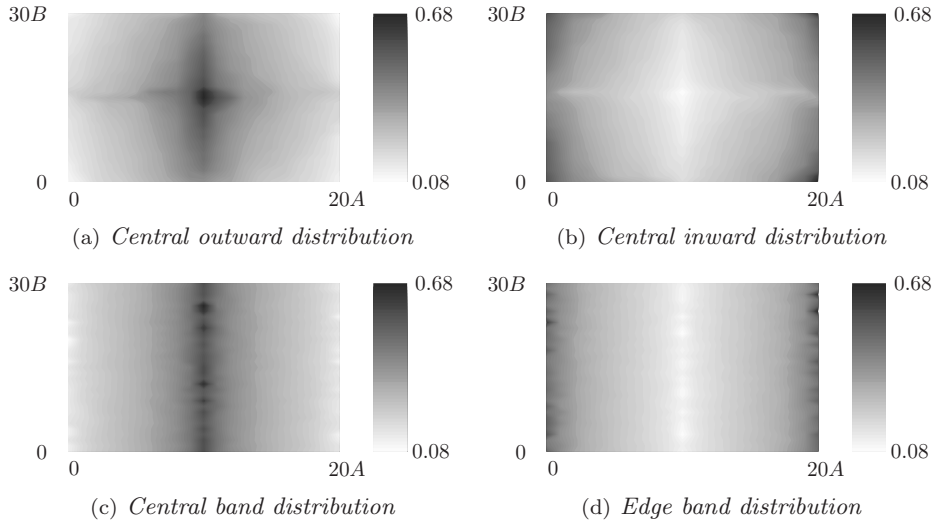 30B
0.68
0
0.08
0
20A
(a) Central outward distribution
30B
0.68
0
0.08
0
20A
(b) Central inward distribution
30B
0.68
0
0.08
0
20A
(c) Central band distribution
30B
0.68
0
0.08
0
20A
(d) Edge band distribution